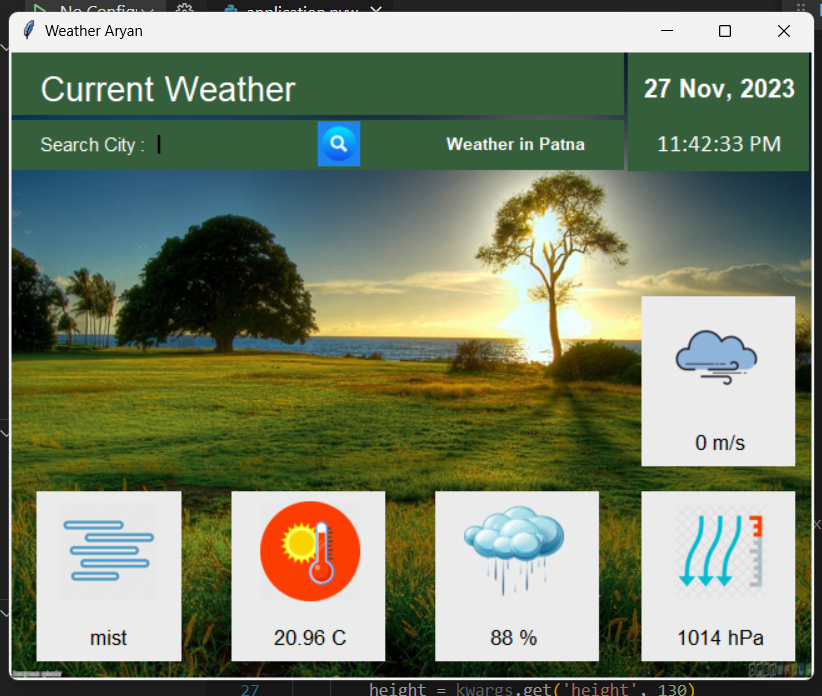 No Config
application.pyw
Weather Aryan
Current Weather
27 Nov, 2023
Search City :
Weather in Patna
11:42:33 PM
0 m/s
mist
20.96 C
88 %
1014 hPa
27 height = kwargs.get('height', 130)